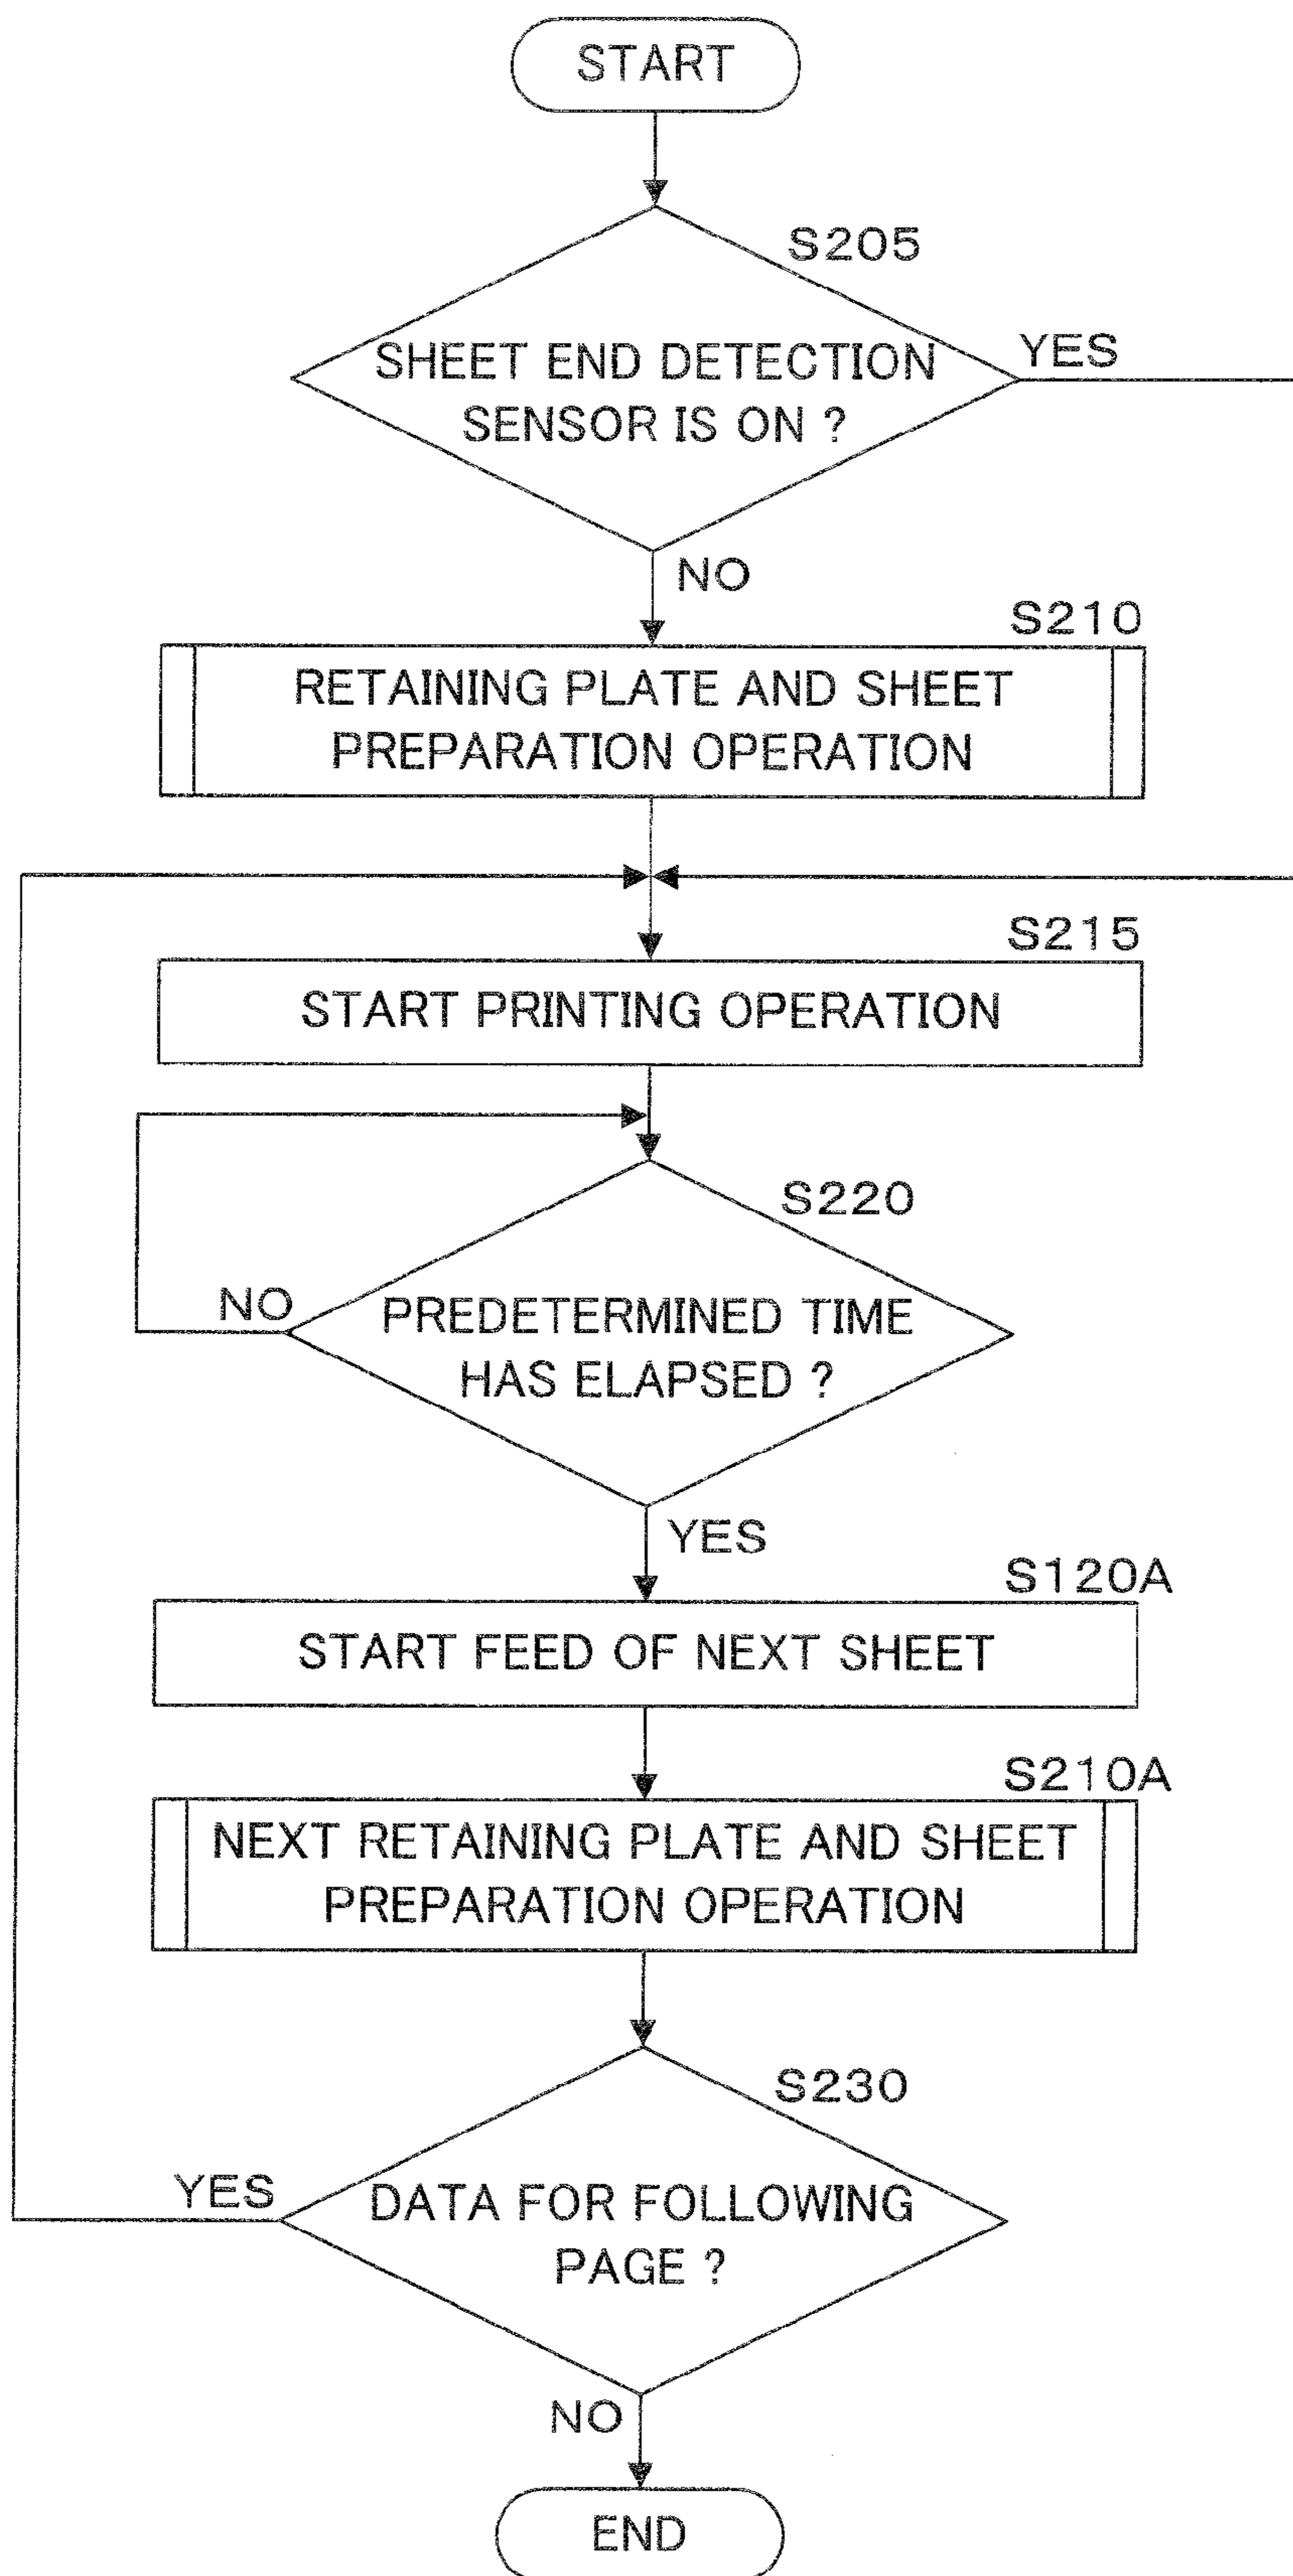 START
S205
SHEET END DETECTION
SENSOR IS ON ?
YES
NO
S210
RETAINING PLATE AND SHEET
PREPARATION OPERATION
S215
START PRINTING OPERATION
S220
NO
PREDETERMINED TIME
HAS ELAPSED ?
YES
S120A
START FEED OF NEXT SHEET
S210A
NEXT RETAINING PLATE AND SHEET
PREPARATION OPERATION
S230
YES
DATA FOR FOLLOWING
PAGE ?
NO
END